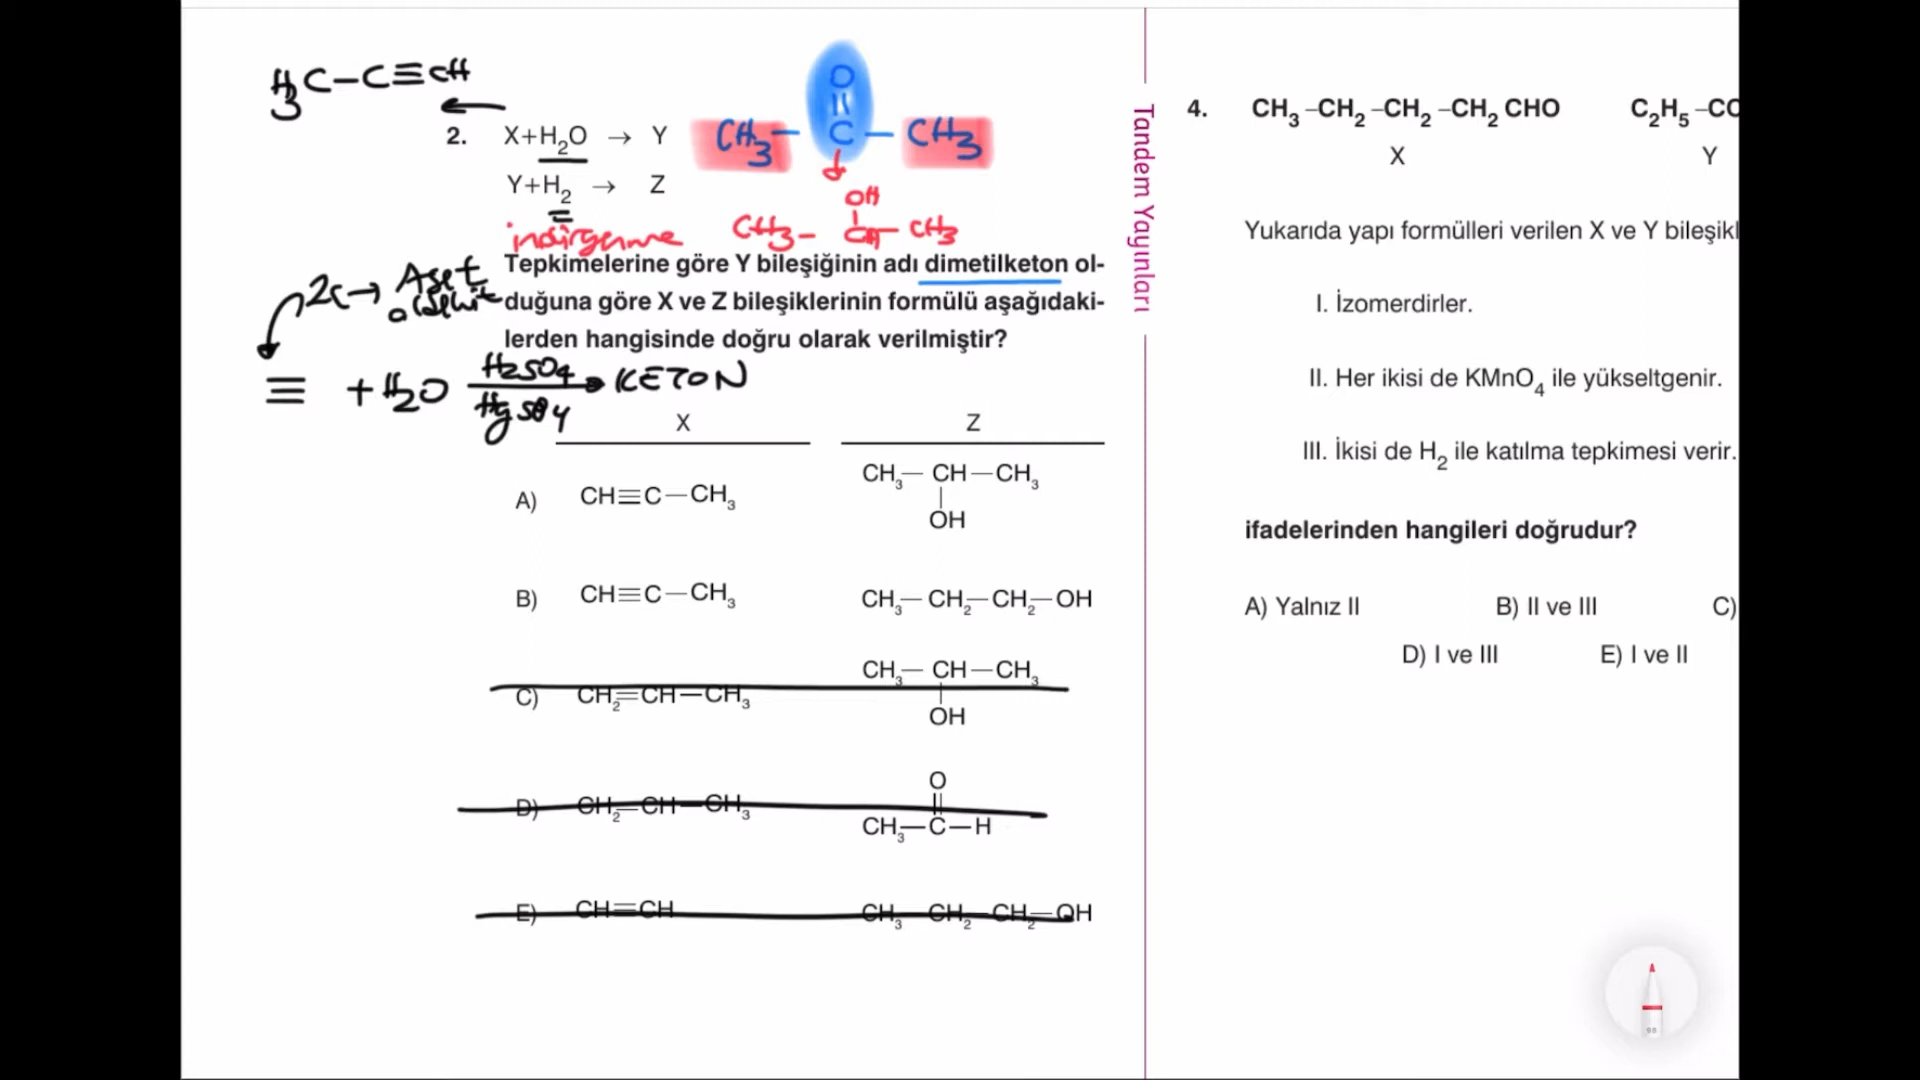 H3C-C≡CH
2. X+H2O → Y
Y+H2 → Z
O
||
CH3-C-CH3
indirgenme
OH
CH3-CH-CH3
Tepkimelerine göre Y bileşiğinin adı dimetilketon ol-
duğuna göre X ve Z bileşiklerinin formülü aşağıdaki-
lerden hangisinde doğru olarak verilmiştir?
2C→ Aset
aldehit
≡ +H2O H2SO4 → KETON
HgSO4
X Z
A) CH≡C—CH3 CH3—CH—CH3
|
OH
B) CH≡C—CH3 CH3—CH2—CH2—OH
C) CH2=CH—CH3 CH3—CH—CH3
|
OH
D) CH2=CH—CH3 CH3—C—H
||
O
E) CH≡CH CH3—CH2—CH2—OH
Tandem Yayınları
4. CH3–CH2–CH2–CH2CHO C2H5–CO
X Y
Yukarıda yapı formülleri verilen X ve Y bileşikl
I. İzomerdirler.
II. Her ikisi de KMnO4 ile yükseltgenir.
III. İkisi de H2 ile katılma tepkimesi verir.
ifadelerinden hangileri doğrudur?
A) Yalnız II B) II ve III C)
D) I ve III E) I ve II
98